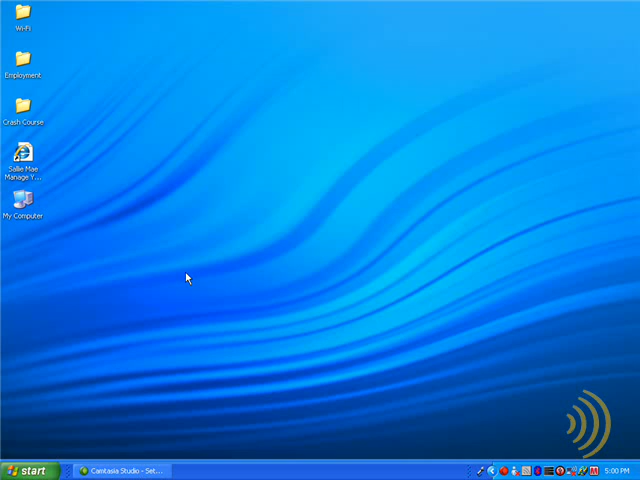 Wi-Fi
Employment
Crash Course
Sallie Mae
Manage Y...
My Computer
start
Camtasia Studio - Set...
5:00 PM